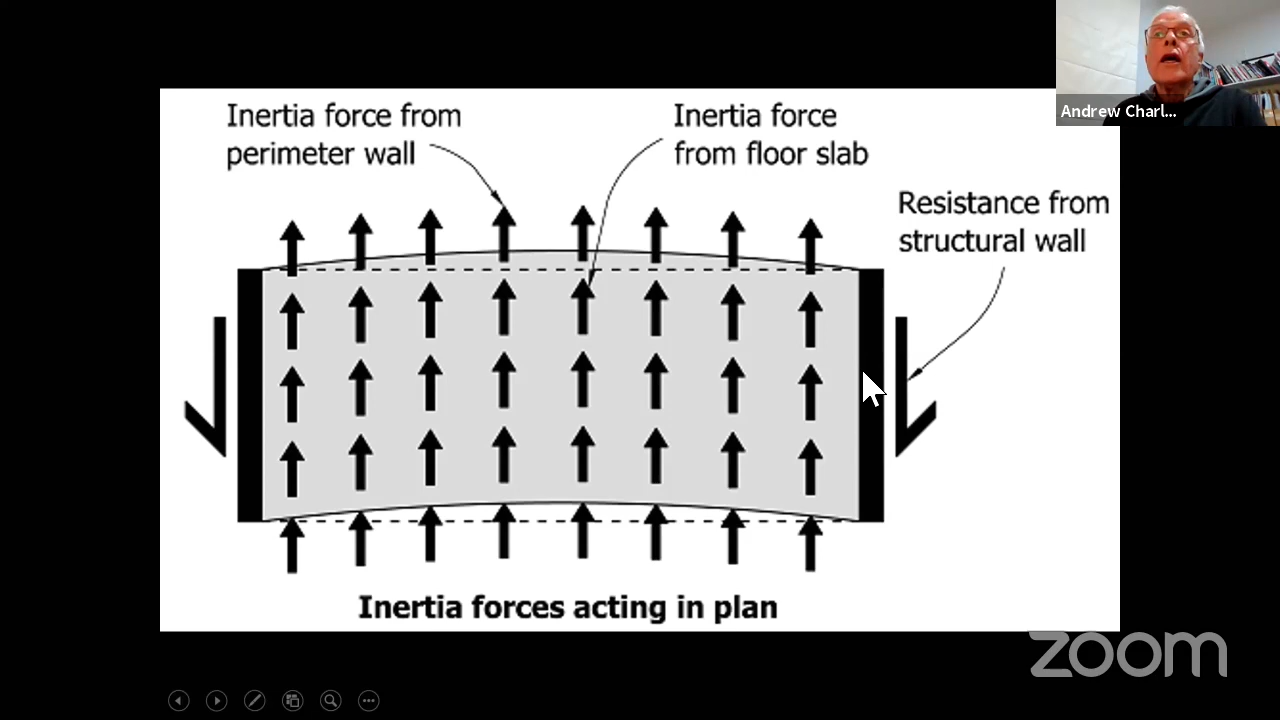 Inertia force from
perimeter wall
Inertia force
from floor slab
Resistance from
structural wall
Inertia forces acting in plan
Andrew Charl...
zoom